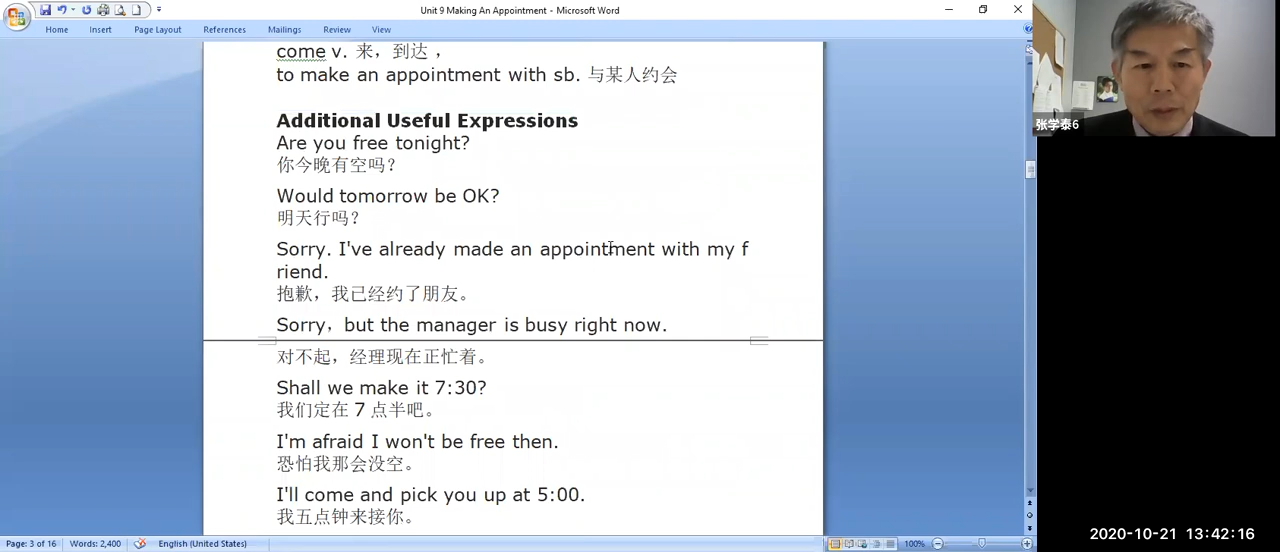 Unit 9 Making An Appointment - Microsoft Word
Home Insert Page Layout References Mailings Review View
come v. 来，到达 ，
to make an appointment with sb. 与某人约会
Additional Useful Expressions
Are you free tonight?
你今晚有空吗？
Would tomorrow be OK?
明天行吗？
Sorry. I've already made an appointment with my f
riend.
抱歉，我已经约了朋友。
Sorry，but the manager is busy right now.
对不起，经理现在正忙着。
Shall we make it 7:30?
我们定在 7 点半吧。
I'm afraid I won't be free then.
恐怕我那会没空。
I'll come and pick you up at 5:00.
我五点钟来接你。
Page: 3 of 16 Words: 2,400 English (United States) 100%
张学泰6
2020-10-21 13:42:16